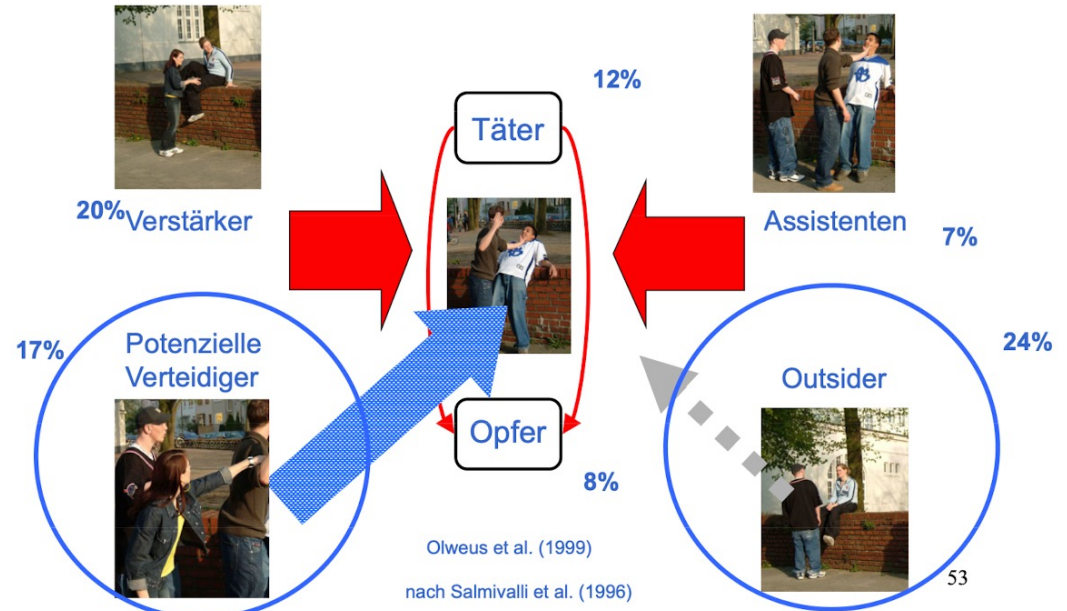 12%
Täter
20%
Verstärker
Assistenten
7%
17%
Potenzielle
Verteidiger
24%
Outsider
Opfer
8%
Olweus et al. (1999)
nach Salmivalli et al. (1996)
53